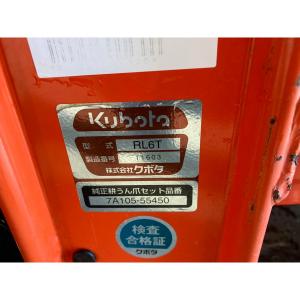 Kubota
型式 RL6T
製造番号 11603
株式会社クボタ
純正耕うん爪セット品番
7A105-55450
検査
合格証
クボタ